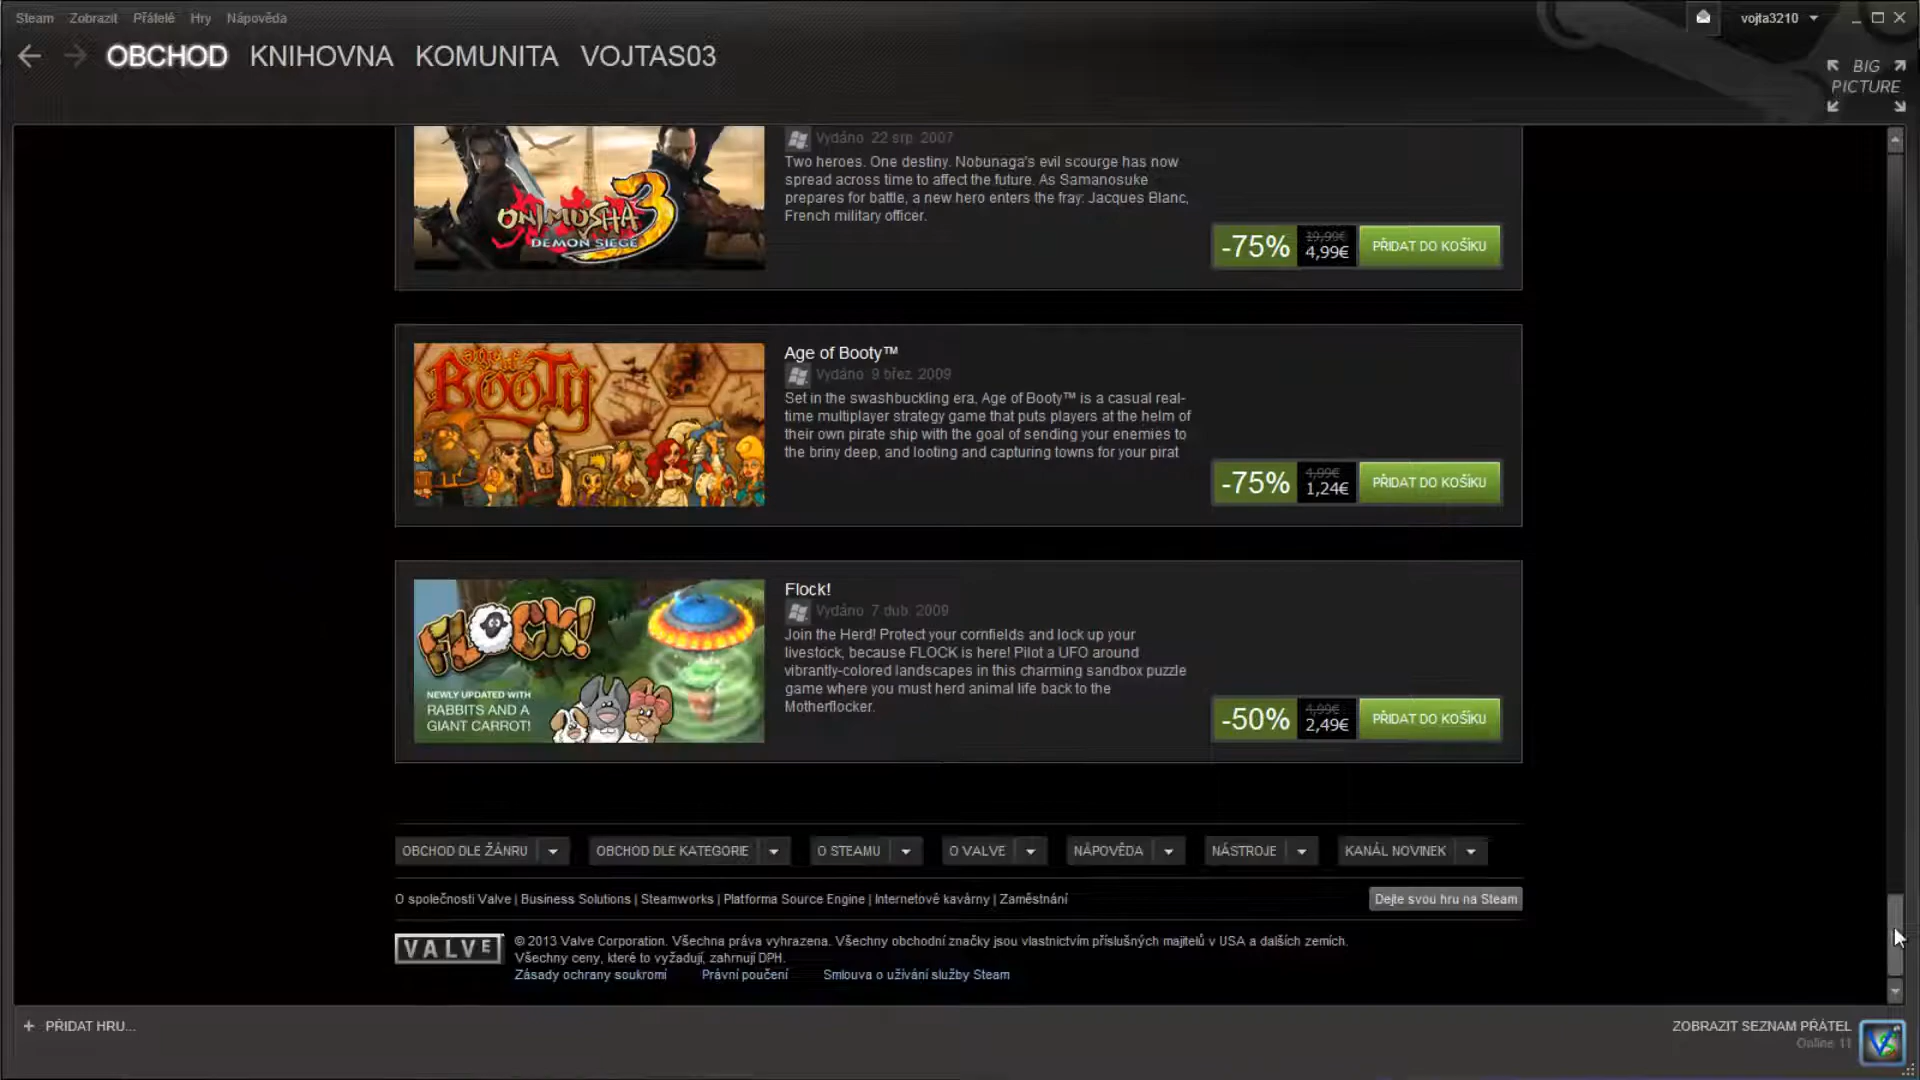 Steam Zobrazit Přátelé Hry Nápověda
vojta3210
OBCHOD KNIHOVNA KOMUNITA VOJTAS03
BIG
PICTURE
Vydáno 22 srp. 2007
Two heroes. One destiny. Nobunaga's evil scourge has now
spread across time to affect the future. As Samanosuke
prepares for battle, a new hero enters the fray: Jacques Blanc,
French military officer.
ONIMUSHA 3
DEMON SIEGE
-75%
19,99€
4,99€
PŘIDAT DO KOŠÍKU
Age of Booty
Age of Booty™
Vydáno 9 břez. 2009
Set in the swashbuckling era, Age of Booty™ is a casual real-
time multiplayer strategy game that puts players at the helm of
their own pirate ship with the goal of sending your enemies to
the briny deep, and looting and capturing towns for your pirat
-75%
4,99€
1,24€
PŘIDAT DO KOŠÍKU
FLOCK!
NEWLY UPDATED WITH
RABBITS AND A
GIANT CARROT!
Flock!
Vydáno 7 dub. 2009
Join the Herd! Protect your cornfields and lock up your
livestock, because FLOCK is here! Pilot a UFO around
vibrantly-colored landscapes in this charming sandbox puzzle
game where you must herd animal life back to the
Motherflocker.
-50%
4,99€
2,49€
PŘIDAT DO KOŠÍKU
OBCHOD DLE ŽÁNRU OBCHOD DLE KATEGORIE O STEAMU O VALVE NÁPOVĚDA NÁSTROJE KANÁL NOVINEK
O společnosti Valve | Business Solutions | Steamworks | Platforma Source Engine | Internetové kavárny | Zaměstnání
Dejte svou hru na Steam
VALVE
© 2013 Valve Corporation. Všechna práva vyhrazena. Všechny obchodní značky jsou vlastnictvím příslušných majitelů v USA a dalších zemích.
Všechny ceny, které to vyžadují, zahrnují DPH.
Zásady ochrany soukromí Právní poučení Smlouva o užívání služby Steam
+ PŘIDAT HRU...
ZOBRAZIT SEZNAM PŘÁTEL
Online 11